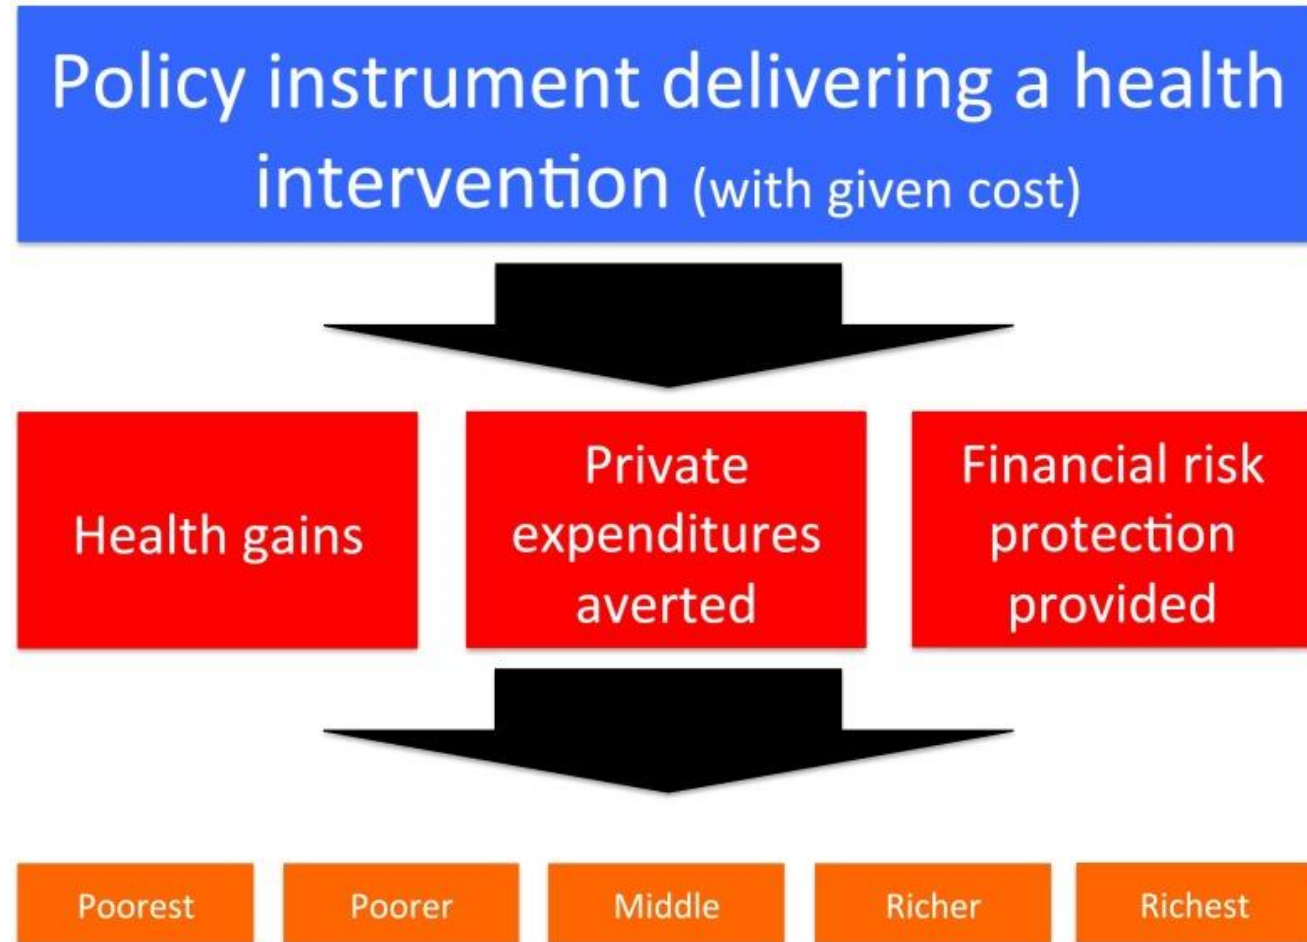 Policy instrument delivering a health
intervention (with given cost)
Health gains
Private
expenditures
averted
Financial risk
protection
provided
Poorest
Poorer
Middle
Richer
Richest